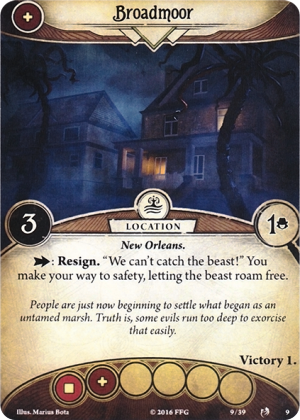 Broadmoor
3
1
LOCATION
New Orleans.
: Resign. “We can’t catch the beast!” You
make your way to safety, letting the beast roam free.
People are just now beginning to settle what began as an
untamed marsh. Truth is, some evils run too deep to exorcise
that easily.
Victory 1.
Illus. Marius Bota
© 2016 FFG
9/39
9